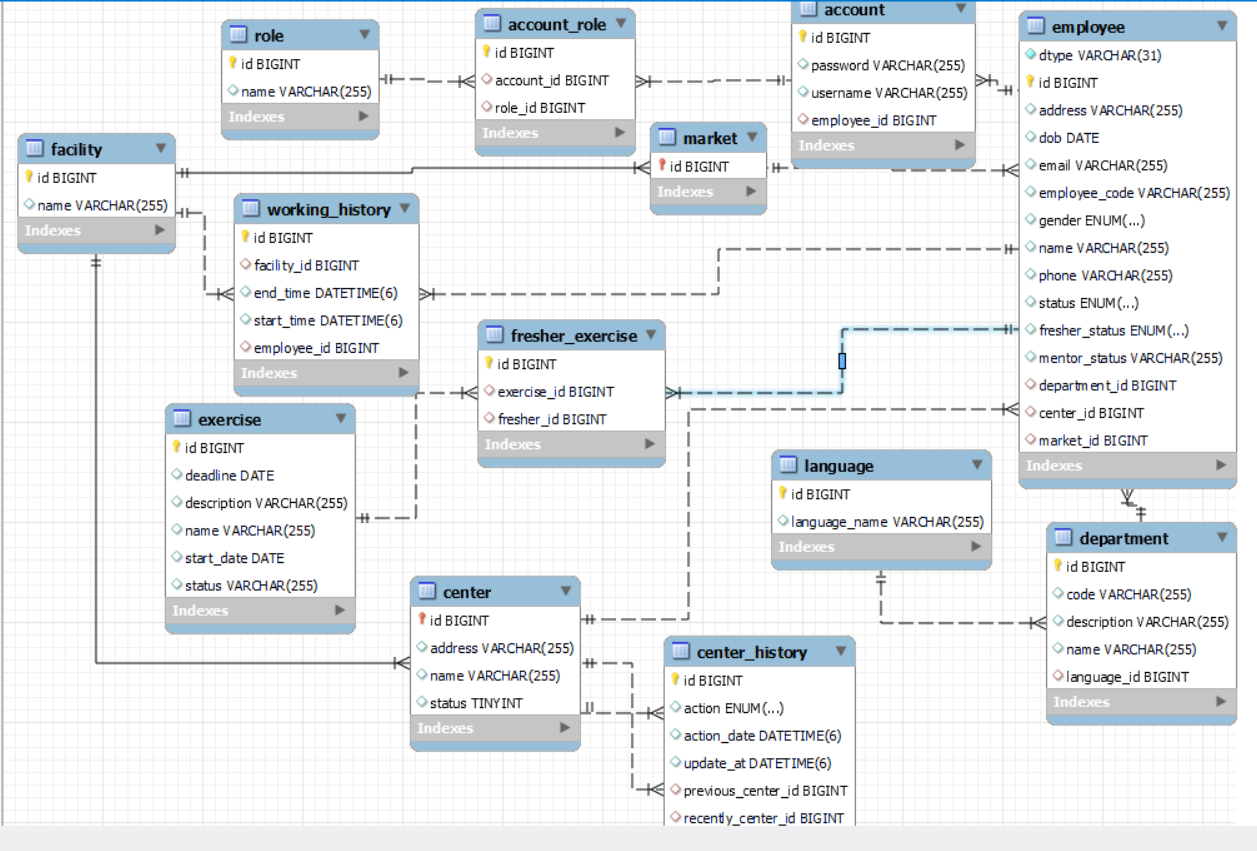 role
id BIGINT
name VARCHAR(255)
Indexes
account_role
id BIGINT
account_id BIGINT
role_id BIGINT
Indexes
account
id BIGINT
password VARCHAR(255)
username VARCHAR(255)
employee_id BIGINT
Indexes
employee
dtype VARCHAR(31)
id BIGINT
address VARCHAR(255)
dob DATE
email VARCHAR(255)
employee_code VARCHAR(255)
gender ENUM(...)
name VARCHAR(255)
phone VARCHAR(255)
status ENUM(...)
fresher_status ENUM(...)
mentor_status VARCHAR(255)
department_id BIGINT
center_id BIGINT
market_id BIGINT
Indexes
facility
id BIGINT
name VARCHAR(255)
Indexes
market
id BIGINT
Indexes
working_history
id BIGINT
facility_id BIGINT
end_time DATETIME(6)
start_time DATETIME(6)
employee_id BIGINT
Indexes
fresher_exercise
id BIGINT
exercise_id BIGINT
fresher_id BIGINT
Indexes
exercise
id BIGINT
deadline DATE
description VARCHAR(255)
name VARCHAR(255)
start_date DATE
status VARCHAR(255)
Indexes
language
id BIGINT
language_name VARCHAR(255)
Indexes
department
id BIGINT
code VARCHAR(255)
description VARCHAR(255)
name VARCHAR(255)
language_id BIGINT
Indexes
center
id BIGINT
address VARCHAR(255)
name VARCHAR(255)
status TINYINT
Indexes
center_history
id BIGINT
action ENUM(...)
action_date DATETIME(6)
update_at DATETIME(6)
previous_center_id BIGINT
recently_center_id BIGINT